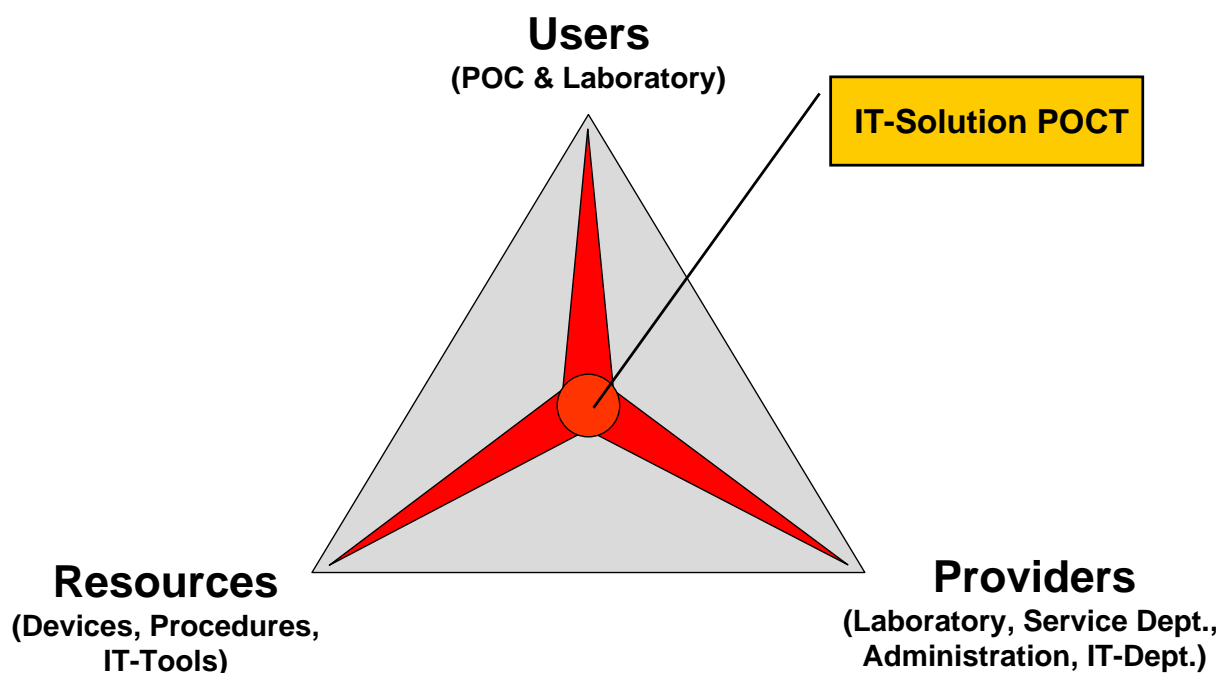 Users
(POC & Laboratory)
IT-Solution POCT
Resources
(Devices, Procedures,
IT-Tools)
Providers
(Laboratory, Service Dept.,
Administration, IT-Dept.)